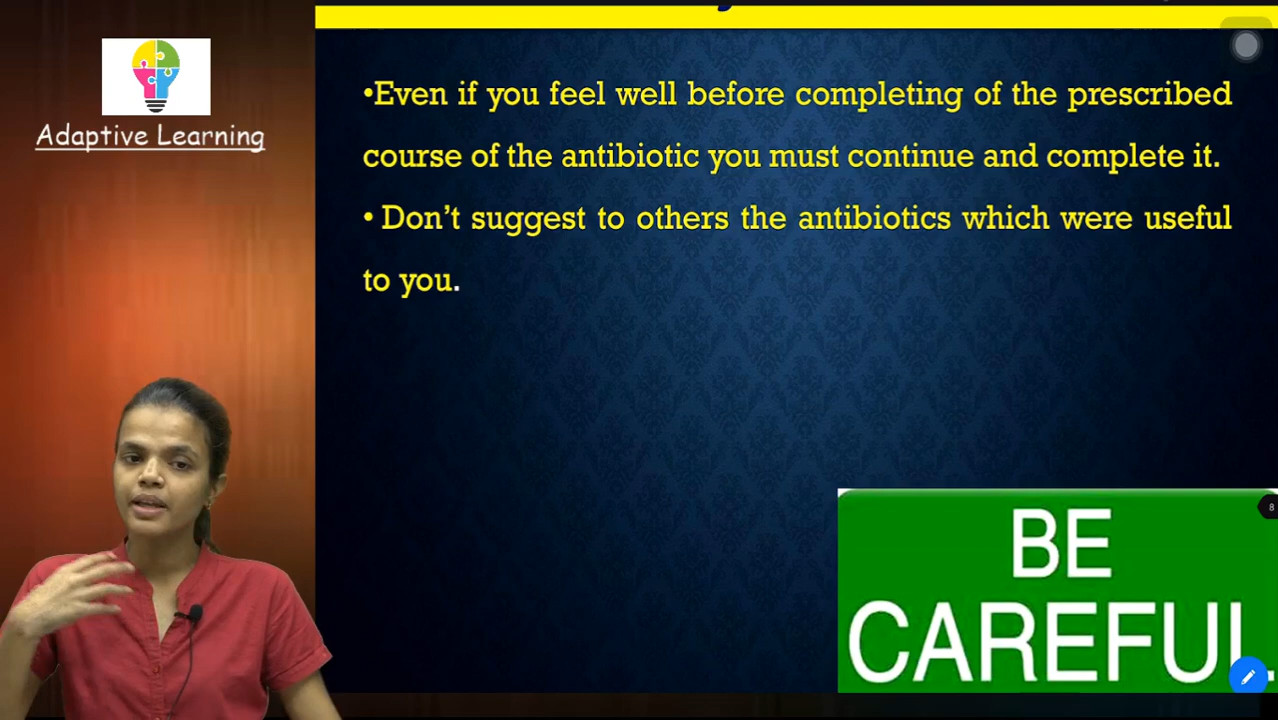 Adaptive Learning
•Even if you feel well before completing of the prescribed
course of the antibiotic you must continue and complete it.
• Don't suggest to others the antibiotics which were useful
to you.
8
BE
CAREFUL